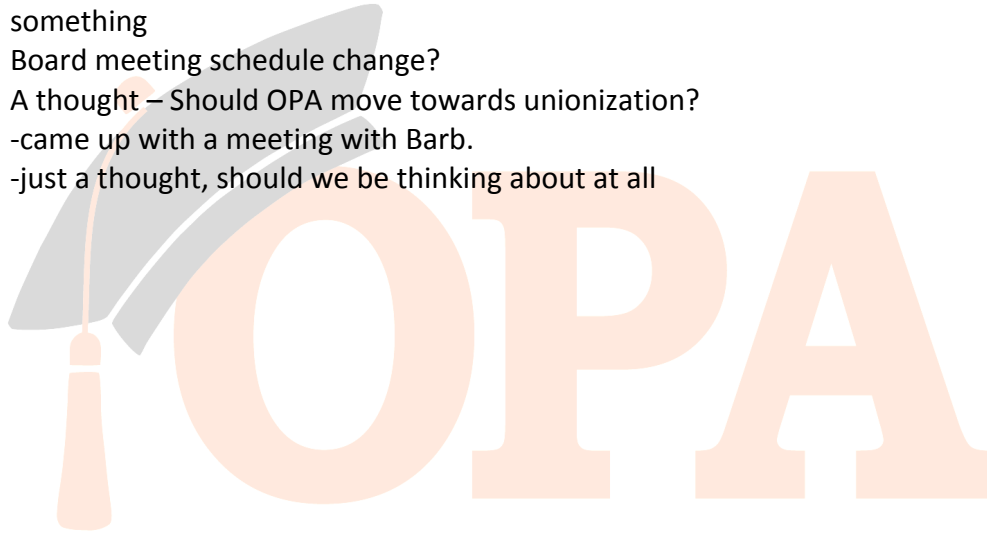 something
Board meeting schedule change?
A thought – Should OPA move towards unionization?
-came up with a meeting with Barb.
-just a thought, should we be thinking about at all
OPA